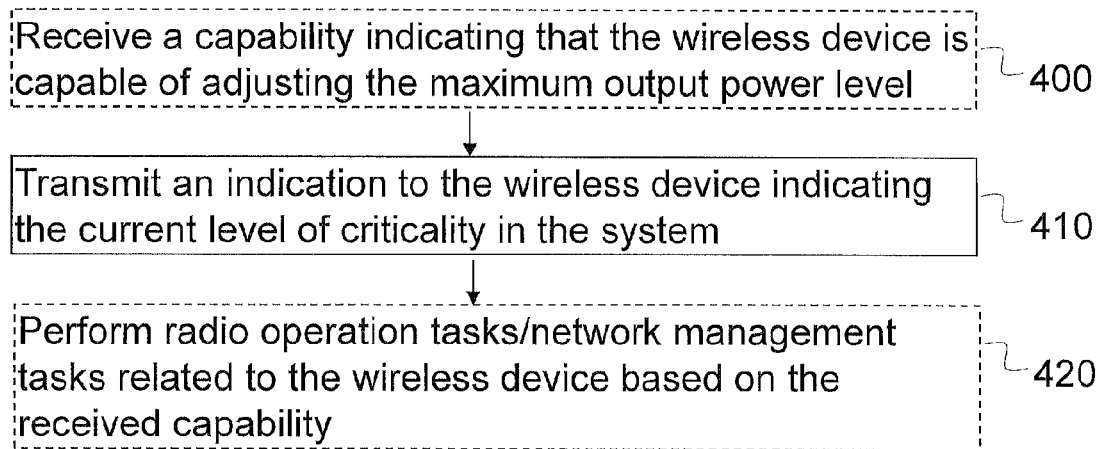 Receive a capability indicating that the wireless device is
capable of adjusting the maximum output power level
400
Transmit an indication to the wireless device indicating
the current level of criticality in the system
410
Perform radio operation tasks/network management
tasks related to the wireless device based on the
received capability
420